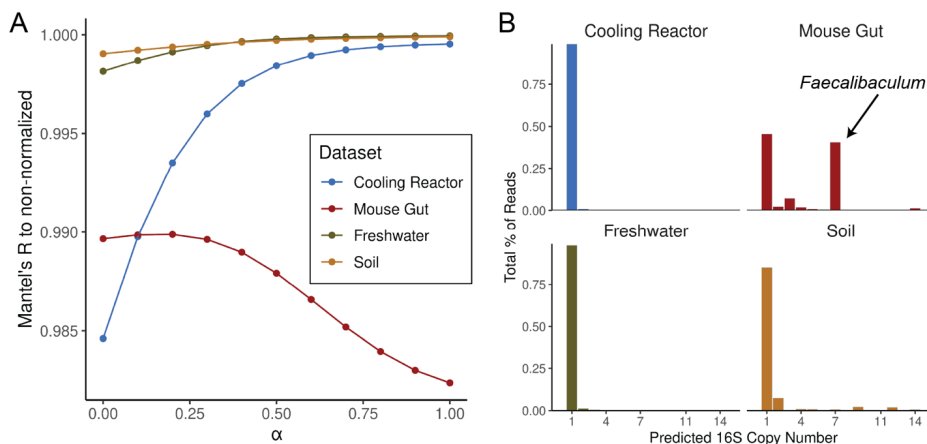 A
Mantel's R to non-normalized
1.000
0.995
0.990
0.985
0.00
0.25
0.50
0.75
1.00
α
Dataset
Cooling Reactor
Mouse Gut
Freshwater
Soil
B
Total % of Reads
Cooling Reactor
Mouse Gut
Faecalibaculum
0.75
0.50
0.25
0.00
Freshwater
Soil
0.75
0.50
0.25
0.00
1 4 7 11 14
1 4 7 11 14
Predicted 16S Copy Number